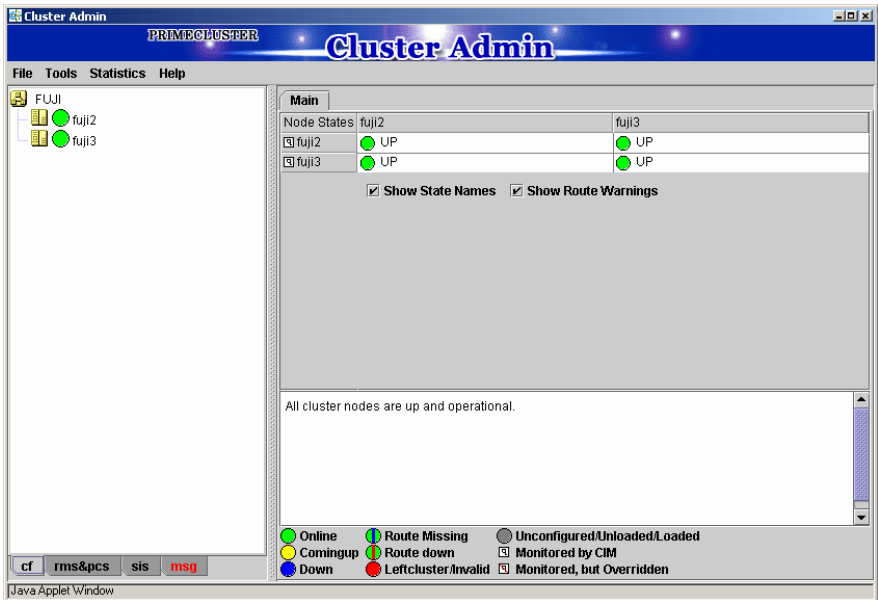 Cluster Admin
PRIMECLUSTER
Cluster Admin
File Tools Statistics Help
FUJI
fuji2
fuji3
Main
Node States fuji2 fuji3
fuji2 UP UP
fuji3 UP UP
Show State Names Show Route Warnings
All cluster nodes are up and operational.
Online Route Missing Unconfigured/Unloaded/Loaded
Comingup Route down Monitored by CIM
Down Leftcluster/Invalid Monitored, but Overridden
cf rms&pcs sis msg
Java Applet Window